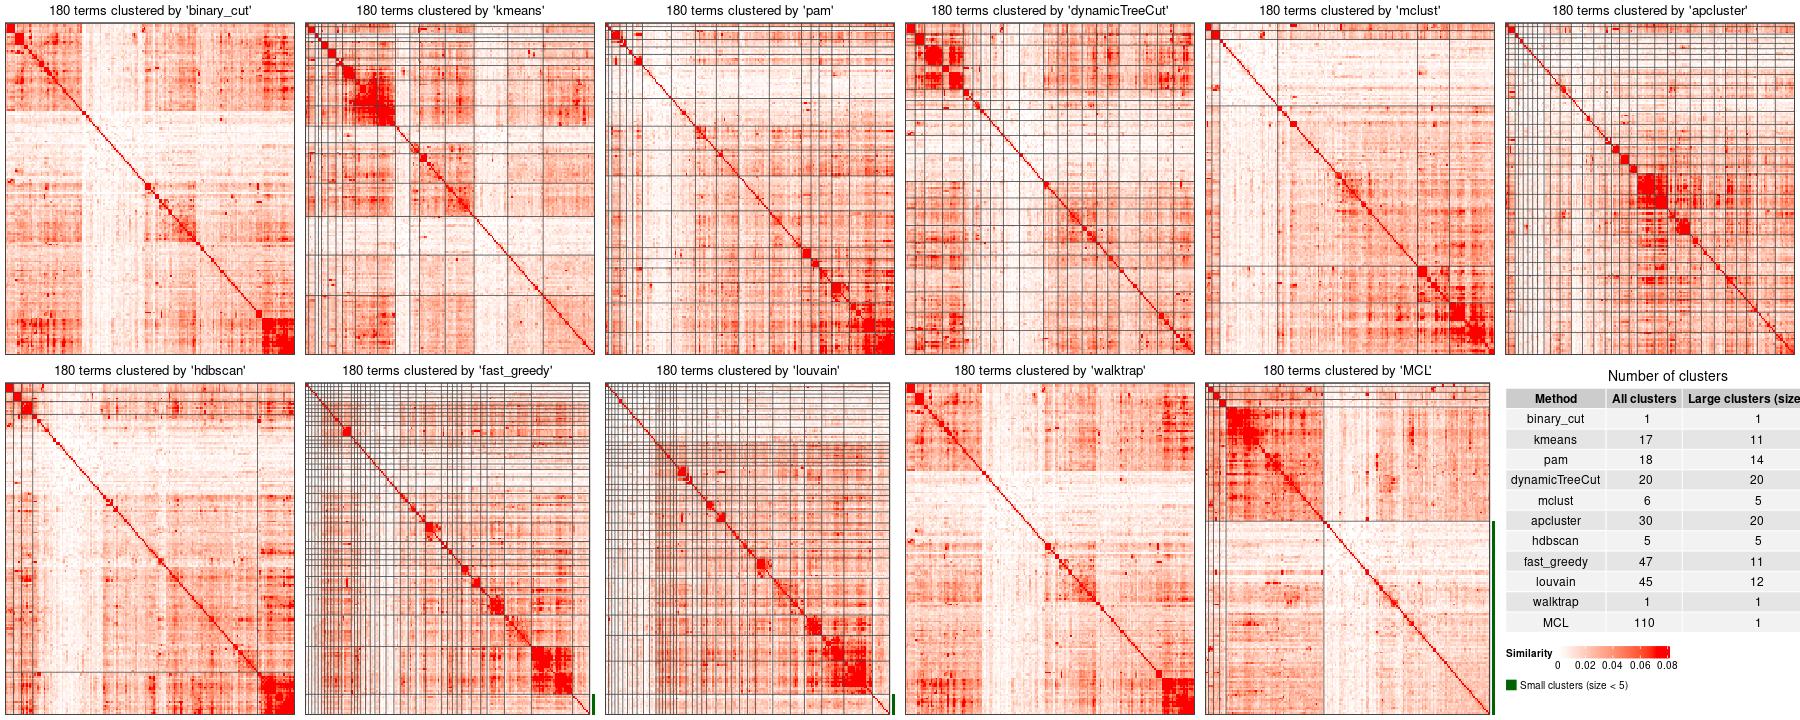 180 terms clustered by 'binary_cut'
180 terms clustered by 'kmeans'
180 terms clustered by 'pam'
180 terms clustered by 'dynamicTreeCut'
180 terms clustered by 'mclust'
180 terms clustered by 'apcluster'
180 terms clustered by 'hdbscan'
180 terms clustered by 'fast_greedy'
180 terms clustered by 'louvain'
180 terms clustered by 'walktrap'
180 terms clustered by 'MCL'
Number of clusters
Method All clusters Large clusters (size
binary_cut 1 1
kmeans 17 11
pam 18 14
dynamicTreeCut 20 20
mclust 6 5
apcluster 30 20
hdbscan 5 5
fast_greedy 47 11
louvain 45 12
walktrap 1 1
MCL 110 1
Similarity
0 0.02 0.04 0.06 0.08
Small clusters (size < 5)